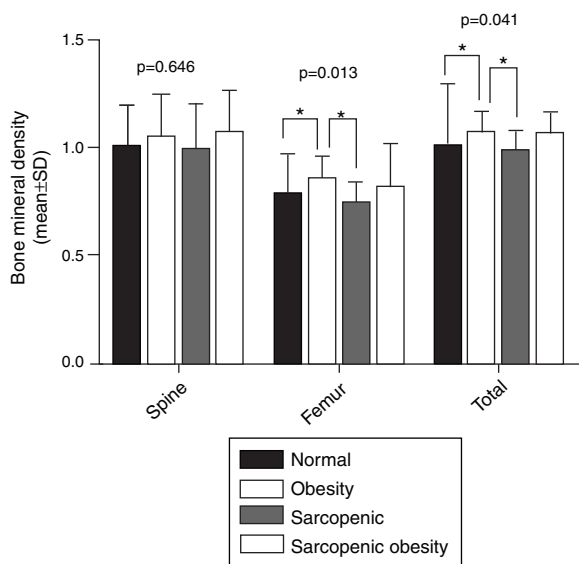 Bone mineral density
(mean±SD)
1.5
1.0
0.5
0.0
p=0.646
p=0.013
p=0.041
*
*
*
*
Spine
Femur
Total
Normal
Obesity
Sarcopenic
Sarcopenic obesity